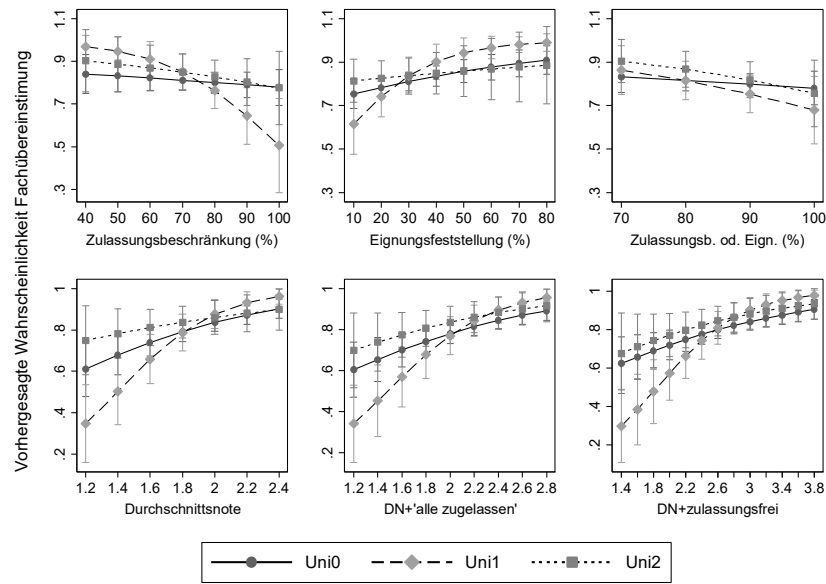 Vorhergesagte Wahrscheinlichkeit Fachübereinstimung
1.1
.9
.7
.5
.3
40 50 60 70 80 90 100
Zulassungsbeschränkung (%)
1.1
.9
.7
.5
.3
10 20 30 40 50 60 70 80
Eignungsfeststellung (%)
1.1
.9
.7
.5
.3
70 80 90 100
Zulassungsb. od. Eign. (%)
1
.8
.6
.4
.2
1.2 1.4 1.6 1.8 2 2.2 2.4
Durchschnittsnote
1
.8
.6
.4
.2
1.2 1.4 1.6 1.8 2 2.2 2.4 2.6 2.8
DN+'alle zugelassen'
1
.8
.6
.4
.2
1.4 1.8 2.2 2.6 3 3.4 3.8
DN+zulassungsfrei
Uni0 Uni1 Uni2